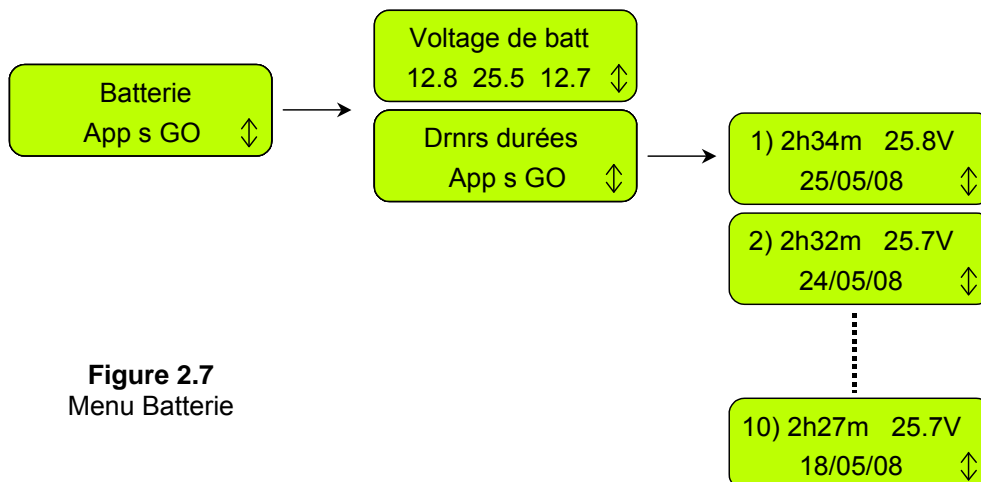 Batterie
App s GO
Voltage de batt
12.8 25.5 12.7
Drnrs durées
App s GO
1) 2h34m 25.8V
25/05/08
2) 2h32m 25.7V
24/05/08
10) 2h27m 25.7V
18/05/08
Figure 2.7
Menu Batterie